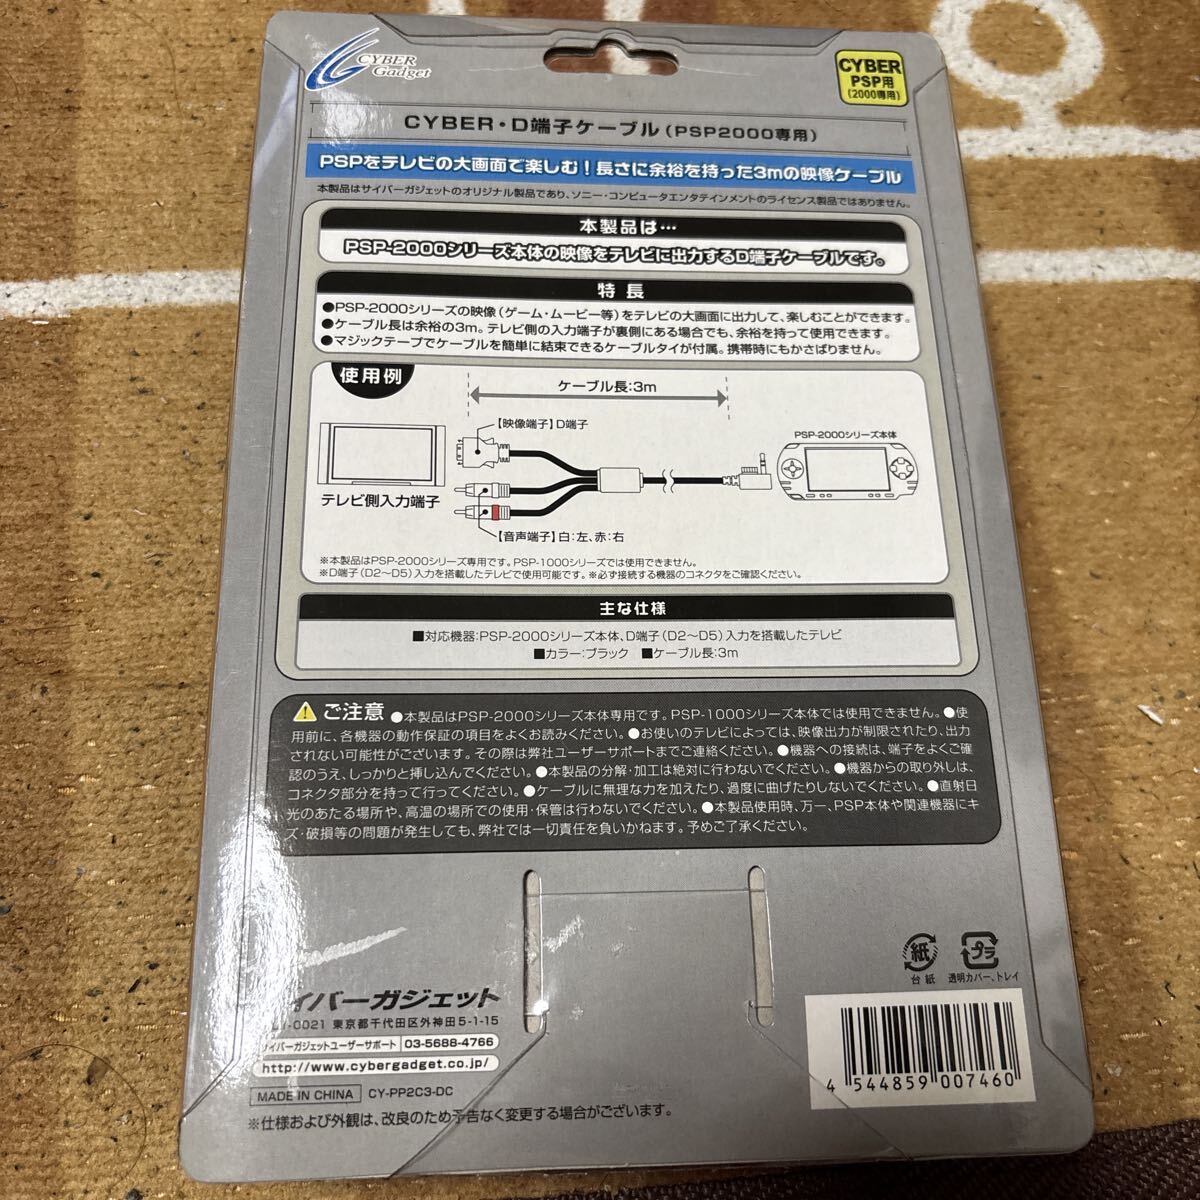 CYBER
Gadget
CYBER
PSP用
(2000専用)
CYBER・D端子ケーブル(PSP2000専用)
PSPをテレビの大画面で楽しむ!長さに余裕を持った3mの映像ケーブル
本製品はサイバーガジェットのオリジナル製品であり、ソニー・コンピュータエンタテインメントのライセンス製品ではありません。
本製品は…
PSP-2000シリーズ本体の映像をテレビに出力するD端子ケーブルです。
特 長
●PSP-2000シリーズの映像(ゲーム・ムービー等)をテレビの大画面に出力して、楽しむことができます。
●ケーブル長は余裕の3m。テレビ側の入力端子が裏側にある場合でも、余裕を持って使用できます。
●マジックテープでケーブルを簡単に結束できるケーブルタイが付属。携帯時にもかさばりません。
使用例
ケーブル長:3m
【映像端子】D端子
PSP-2000シリーズ本体
テレビ側入力端子
【音声端子】白:左、赤:右
※本製品はPSP-2000シリーズ専用です。PSP-1000シリーズでは使用できません。
※D端子(D2〜D5)入力を搭載したテレビで使用可能です。※必ず接続する機器のコネクタをご確認ください。
主な仕様
■対応機器:PSP-2000シリーズ本体、D端子(D2〜D5)入力を搭載したテレビ
■カラー:ブラック ■ケーブル長:3m
ご注意 ●本製品はPSP-2000シリーズ本体専用です。PSP-1000シリーズ本体では使用できません。●使
用前に、各機器の動作保証の項目をよくお読みください。●お使いのテレビによっては、映像出力が制限されたり、出力
されない可能性がございます。その際は弊社ユーザーサポートまでご連絡ください。●機器への接続は、端子をよくご確
認のうえ、しっかりと挿し込んでください。●本製品の分解・加工は絶対に行わないでください。●機器からの取り外しは、
コネクタ部分を持って行ってください。●ケーブルに無理な力を加えたり、過度に曲げたりしないでください。●直射日
光のあたる場所や、高温の場所での使用・保管は行わないでください。●本製品使用時、万一、PSP本体や関連機器にキ
ズ・破損等の問題が発生しても、弊社では一切責任を負いかねます。予めご了承ください。
紙
台紙
プラ
透明カバー、トレイ
イバーガジェット
-0021 東京都千代田区外神田5-1-15
サイバーガジェットユーザーサポート 03-5688-4766
http://www.cybergadget.co.jp/
MADE IN CHINA CY-PP2C3-DC
※仕様および外観は、改良のため予告なく変更する場合がございます。
4 544859 007460